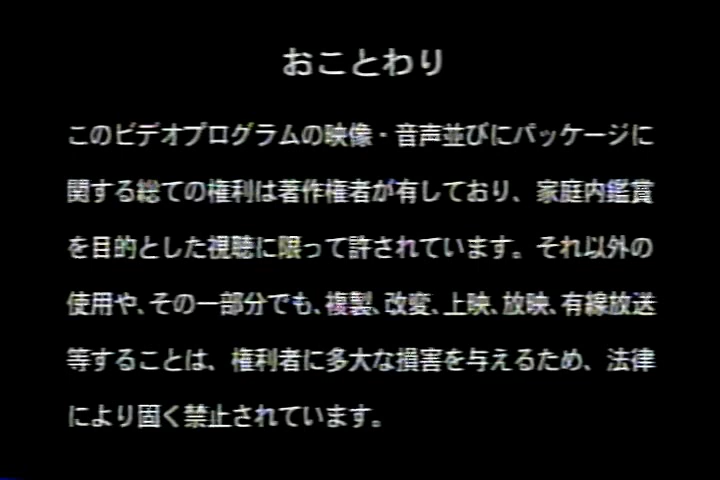 おことわり
このビデオプログラムの映像・音声並びにパッケージに
関する総ての権利は著作権者が有しており、家庭内鑑賞
を目的とした視聴に限って許されています。それ以外の
使用や、その一部分でも、複製、改変、上映、放映、有線放送
等することは、権利者に多大な損害を与えるため、法律
により固く禁止されています。